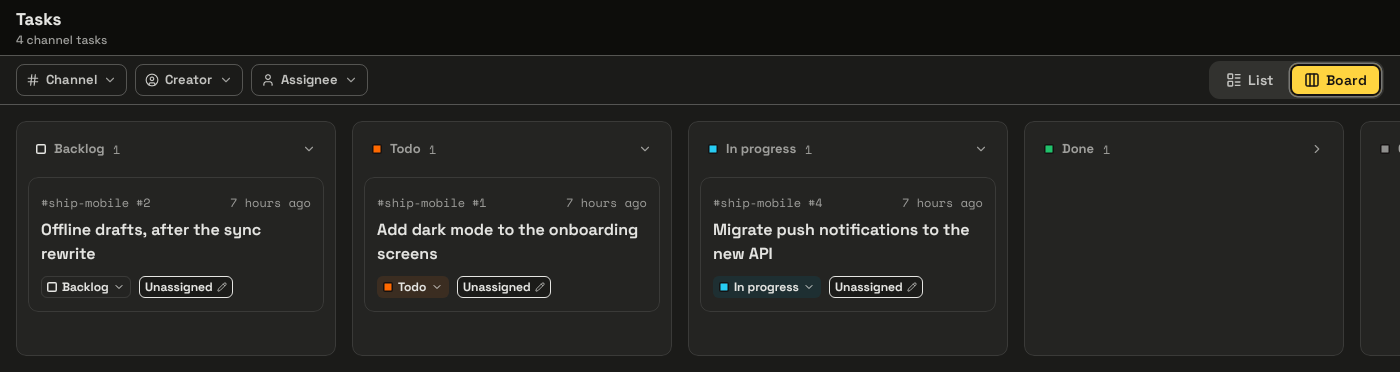 Tasks
4 channel tasks
# Channel
Creator
Assignee
List
Board
Backlog 1
#ship-mobile #2 7 hours ago
Offline drafts, after the sync
rewrite
Backlog
Unassigned
Todo 1
#ship-mobile #1 7 hours ago
Add dark mode to the onboarding
screens
Todo
Unassigned
In progress 1
#ship-mobile #4 7 hours ago
Migrate push notifications to the
new API
In progress
Unassigned
Done 1